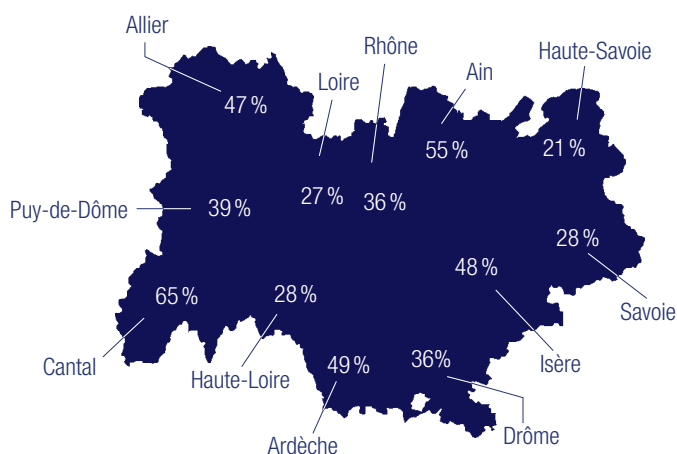 Allier
Rhône
Haute-Savoie
Loire
Ain
47 %
55 %
21 %
27 %
36 %
Puy-de-Dôme
39 %
28 %
48 %
65 %
28 %
Savoie
Cantal
Haute-Loire
49 %
36%
Isère
Ardèche
Drôme